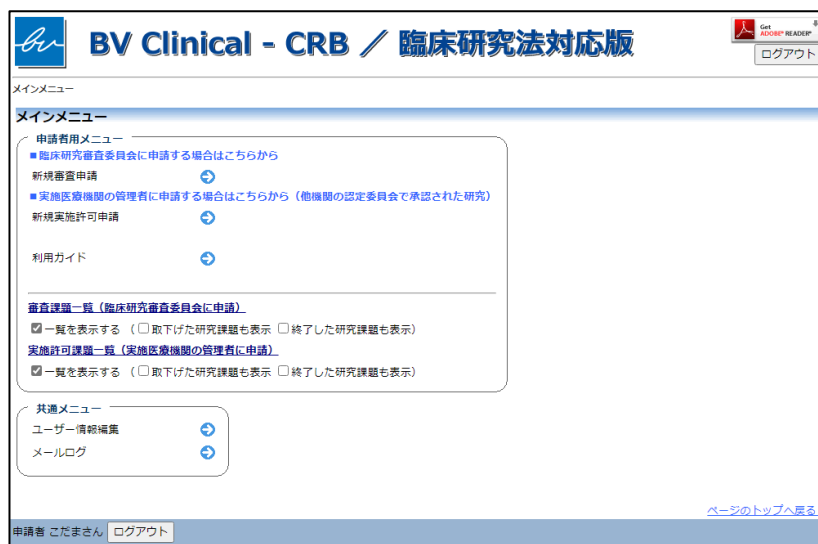 bv
BV Clinical - CRB ／ 臨床研究法対応版
Get
ADOBE® READER®
ログアウト
メインメニュー
メインメニュー
申請者用メニュー
■臨床研究審査委員会に申請する場合はこちらから
新規審査申請
■実施医療機関の管理者に申請する場合はこちらから（他機関の認定委員会で承認された研究）
新規実施許可申請
利用ガイド
審査課題一覧（臨床研究審査委員会に申請）
一覧を表示する （取下げた研究課題も表示 終了した研究課題も表示）
実施許可課題一覧（実施医療機関の管理者に申請）
一覧を表示する （取下げた研究課題も表示 終了した研究課題も表示）
共通メニュー
ユーザー情報編集
メールログ
ページのトップへ戻る
申請者 こだまさん ログアウト